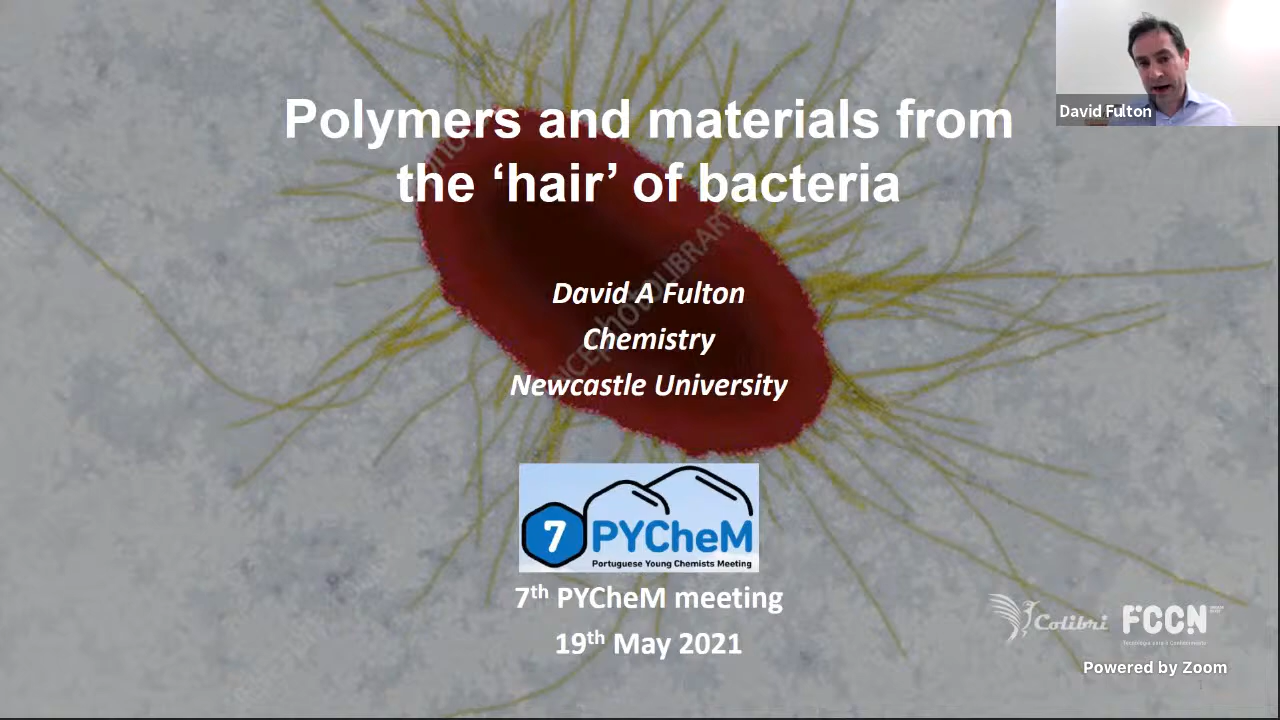 Polymers and materials from
the ‘hair’ of bacteria
David Fulton
David A Fulton
Chemistry
Newcastle University
7 PYCheM
Portuguese Young Chemists Meeting
7th PYCheM meeting
19th May 2021
Colibri FCCN
Powered by Zoom